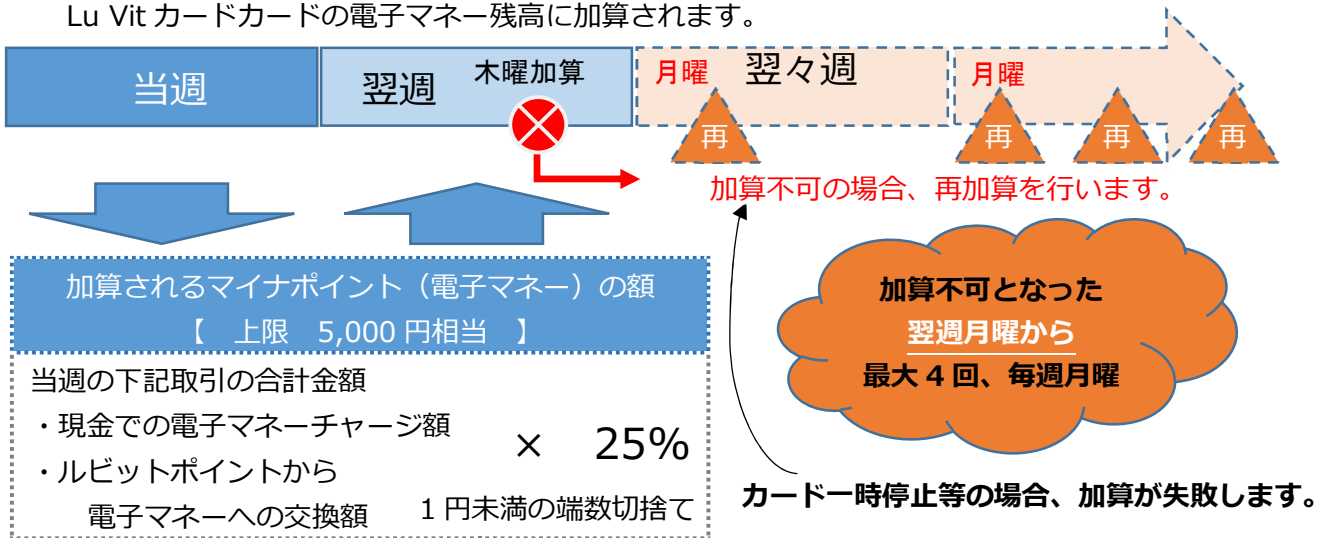 Lu Vit カードカードの電子マネー残高に加算されます。
当週
翌週
木曜加算
月曜
翌々週
月曜
再
再
再
再
加算不可の場合、再加算を行います。
加算されるマイナポイント（電子マネー）の額
【　上限　5,000 円相当　】
当週の下記取引の合計金額
・現金での電子マネーチャージ額
・ルビットポイントから
電子マネーへの交換額
×　25%
1 円未満の端数切捨て
加算不可となった
翌週月曜から
最大 4 回、毎週月曜
カード一時停止等の場合、加算が失敗します。